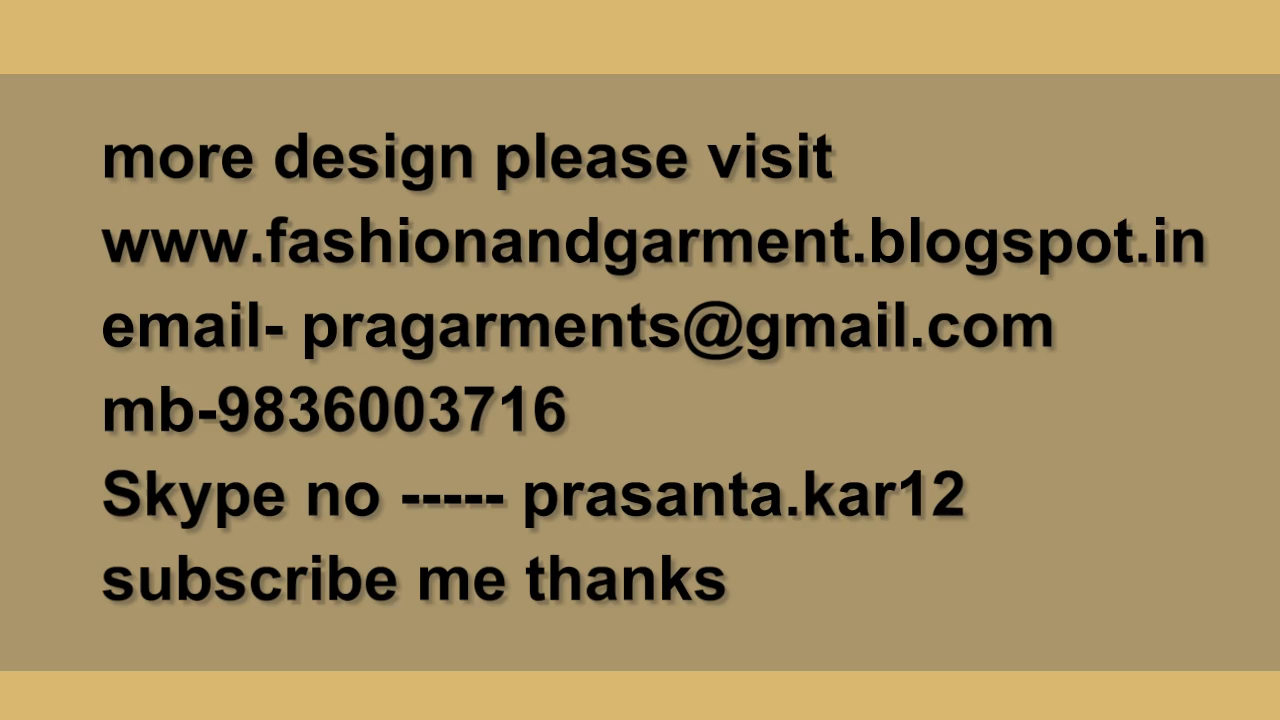 more design please visit
www.fashionandgarment.blogspot.in
email- pragarments@gmail.com
mb-9836003716
Skype no ----- prasanta.kar12
subscribe me thanks